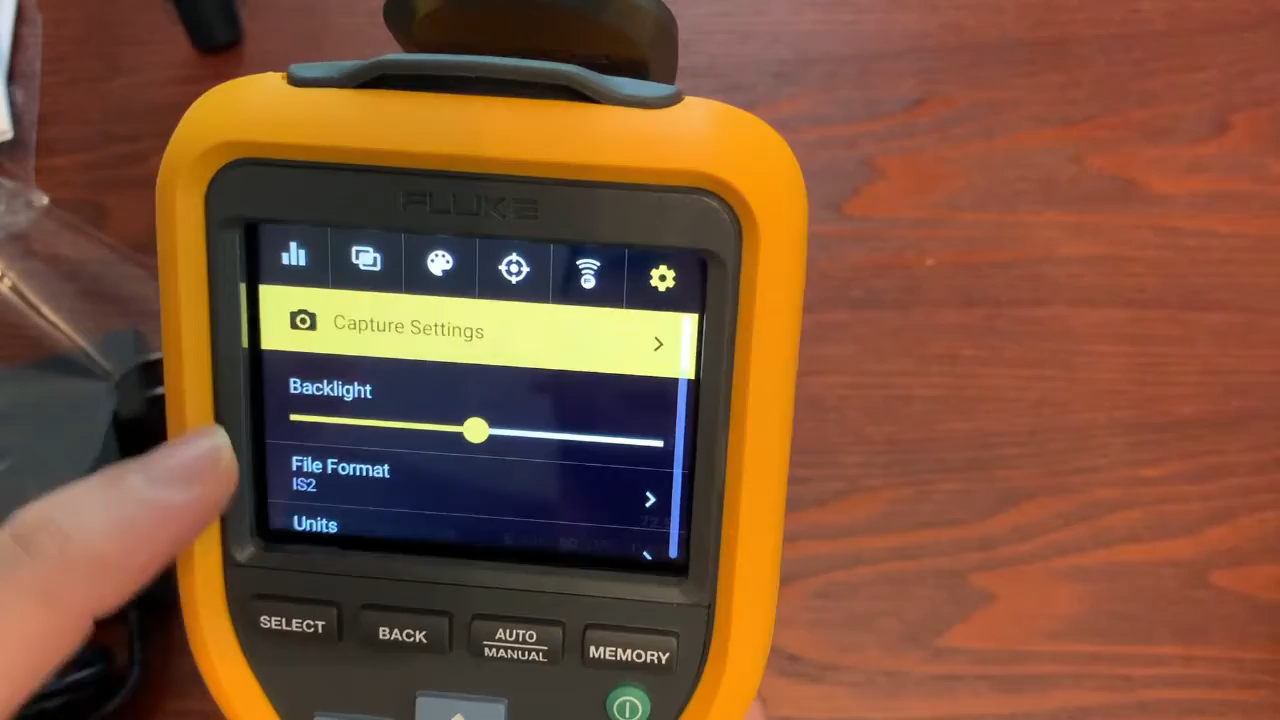 FLUKE
Capture Settings
Backlight
File Format
IS2
Units
SELECT
BACK
AUTO
MANUAL
MEMORY